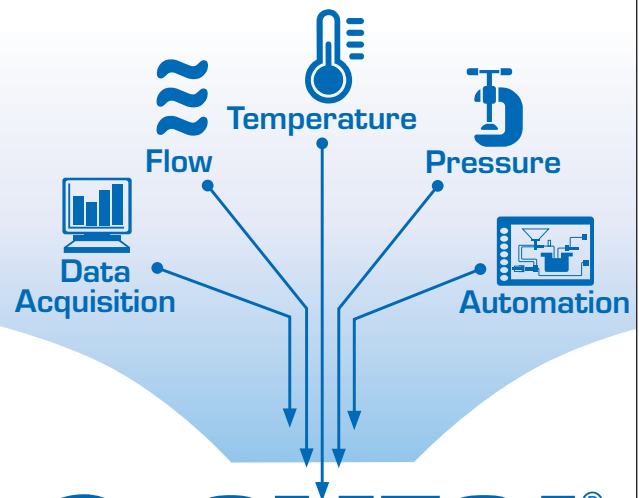 Temperature
Flow
Pressure
Data
Acquisition
Automation
®